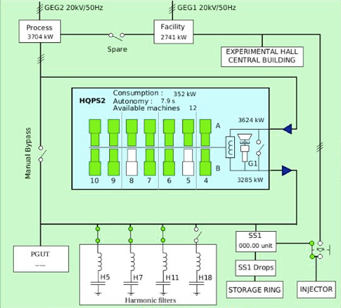 GEG2 20kV/50Hz
GEG1 20 kV/50Hz
Process
3704 kW
Spare
Facility
2741 kW
EXPERIMENTAL HALL
CENTRAL BUILDING
HQPS2
Consumption : 352 kW
Autonomy : 7.9 s
Available machines 12
3624 kW
A
B
G1
10 9 8 7 6 5 4
3285 kW
Manual Bypass
PGUT
H5
H7
H11
H18
Harmonic filters
SS1
000.00 unit
SS1 Drops
STORAGE RING
INJECTOR